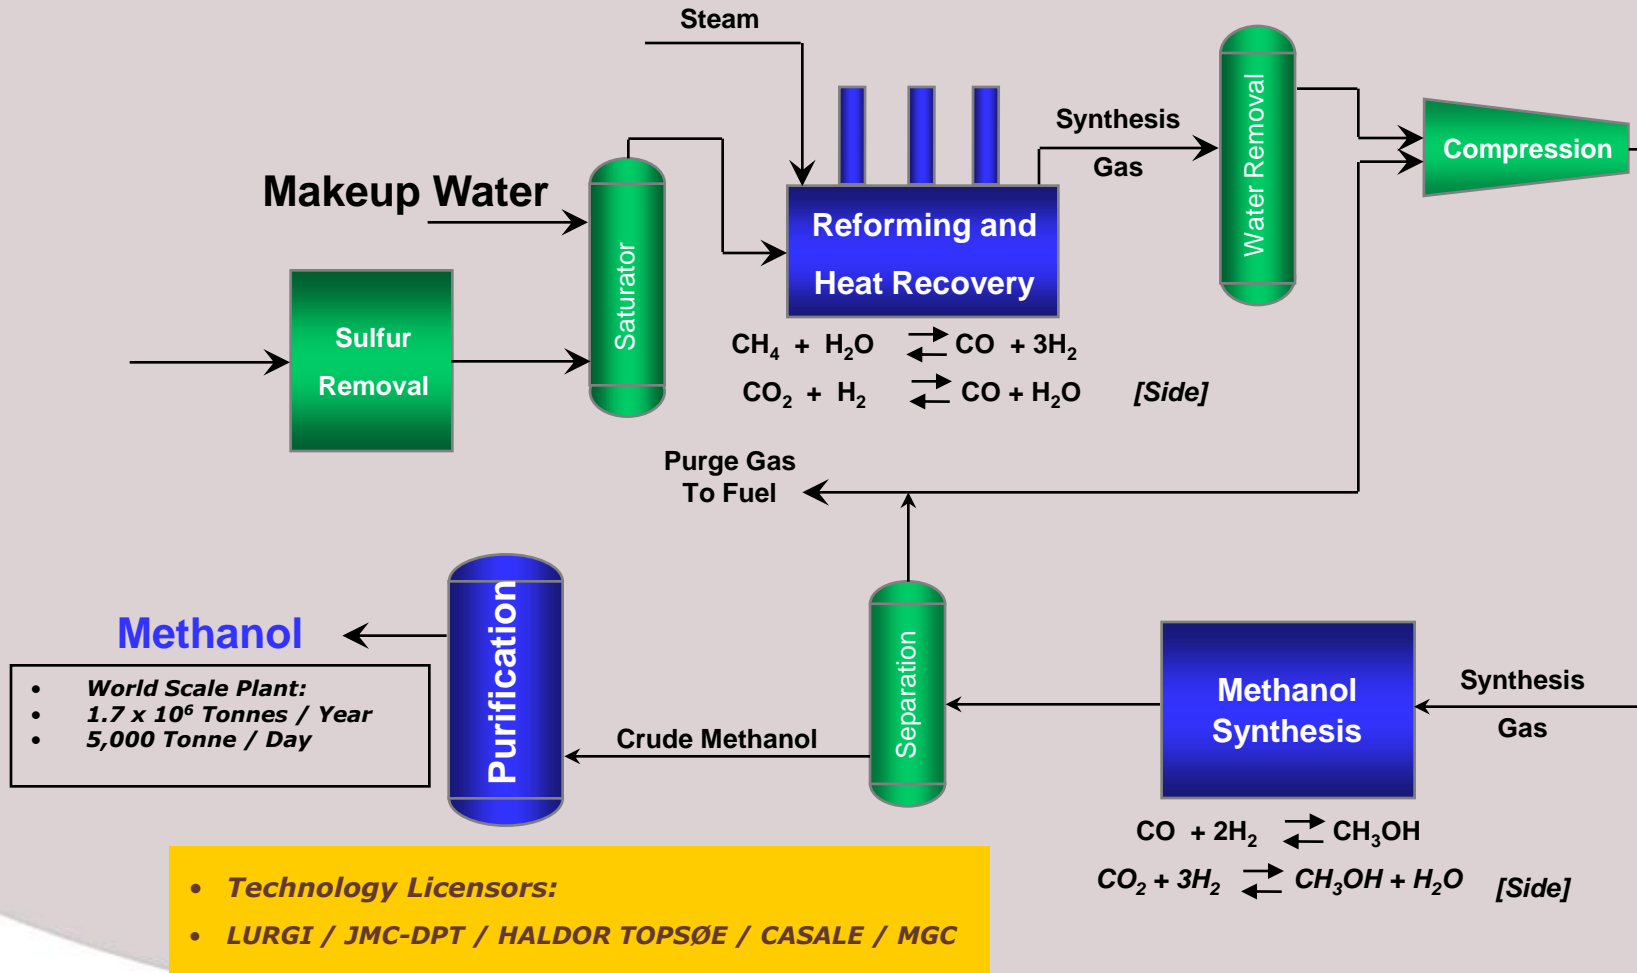 Steam
Makeup Water
Sulfur
Removal
Saturator
Reforming and
Heat Recovery
CH₄ + H₂O ⇄ CO + 3H₂
CO₂ + H₂ ⇄ CO + H₂O [Side]
Synthesis
Gas
Water Removal
Compression
Purge Gas
To Fuel
Synthesis
Gas
Methanol
Synthesis
CO + 2H₂ ⇄ CH₃OH
CO₂ + 3H₂ ⇄ CH₃OH + H₂O [Side]
Separation
Crude Methanol
Purification
Methanol
• World Scale Plant:
• 1.7 x 10⁶ Tonnes / Year
• 5,000 Tonne / Day
• Technology Licensors:
• LURGI / JMC-DPT / HALDOR TOPSØE / CASALE / MGC